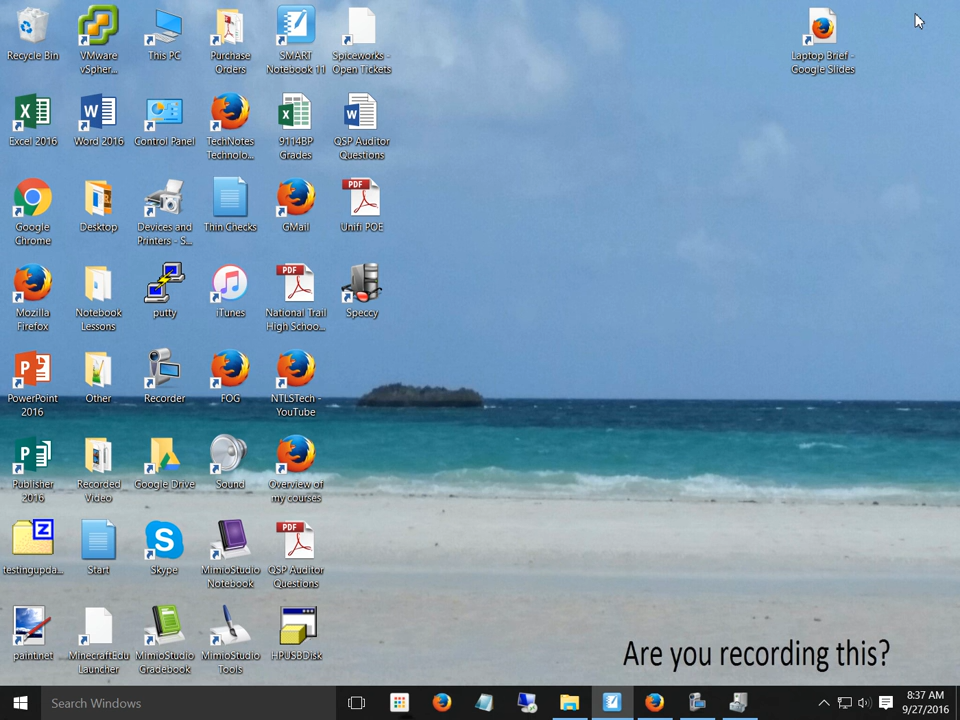 Recycle Bin
VMware
vSpher...
This PC
Purchase
Orders
SMART
Notebook 11
Spiceworks -
Open Tickets
Laptop Brief -
Google Slides
Excel 2016
Word 2016
Control Panel
TechNotes
Technolo...
9114BP
Grades
QSP Auditor
Questions
Google
Chrome
Desktop
Devices and
Printers - S...
Thin Checks
GMail
PDF
Unifi POE
Mozilla
Firefox
Notebook
Lessons
putty
iTunes
PDF
National Trail
High Schoo...
Speccy
PowerPoint
2016
Other
Recorder
FOG
NTLSTech -
YouTube
Publisher
2016
Recorded
Video
Google Drive
Sound
Overview of
my courses
testingupda...
Start
Skype
MimioStudio
Notebook
PDF
QSP Auditor
Questions
paint.net
MinecraftEdu
Launcher
MimioStudio
Gradebook
MimioStudio
Tools
HPUSBDisk
Are you recording this?
Search Windows
8:37 AM
9/27/2016